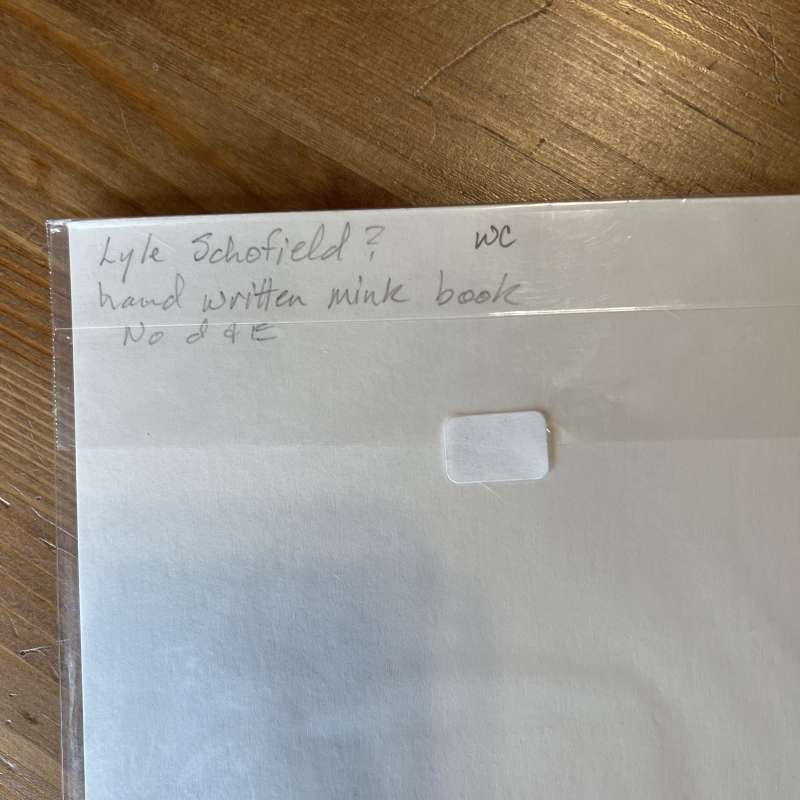 Lyle Schofield? WC
hand written mink book
No d & E